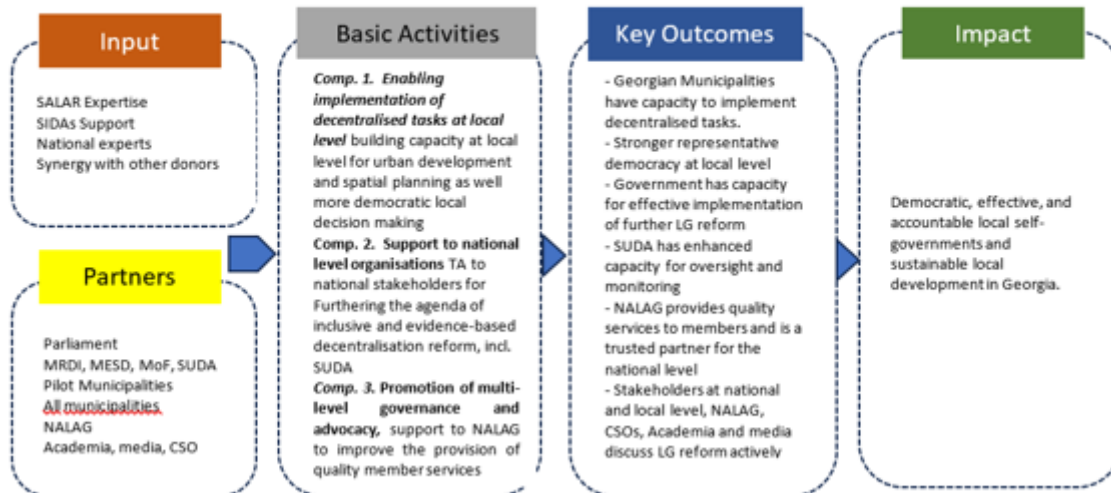 Input
SALAR Expertise
SIDAs Support
National experts
Synergy with other donors
Partners
Parliament
MRDI, MESD, MoF, SUDA
Pilot Municipalities
All municipalities
NALAG
Academia, media, CSO
Basic Activities
Comp. 1. Enabling
implementation of
decentralised tasks at local
level building capacity at local
level for urban development
and spatial planning as well
more democratic local
decision making
Comp. 2. Support to national
level organisations TA to
national stakeholders for
Furthering the agenda of
inclusive and evidence-based
decentralisation reform, incl.
SUDA
Comp. 3. Promotion of multi-
level governance and
advocacy, support to NALAG
to improve the provision of
quality member services
Key Outcomes
- Georgian Municipalities
have capacity to implement
decentralised tasks.
- Stronger representative
democracy at local level
- Government has capacity
for effective implementation
of further LG reform
- SUDA has enhanced
capacity for oversight and
monitoring
- NALAG provides quality
services to members and is a
trusted partner for the
national level
- Stakeholders at national
and local level, NALAG,
CSOs, Academia and media
discuss LG reform actively
Impact
Democratic, effective, and
accountable local self-
governments and
sustainable local
development in Georgia.